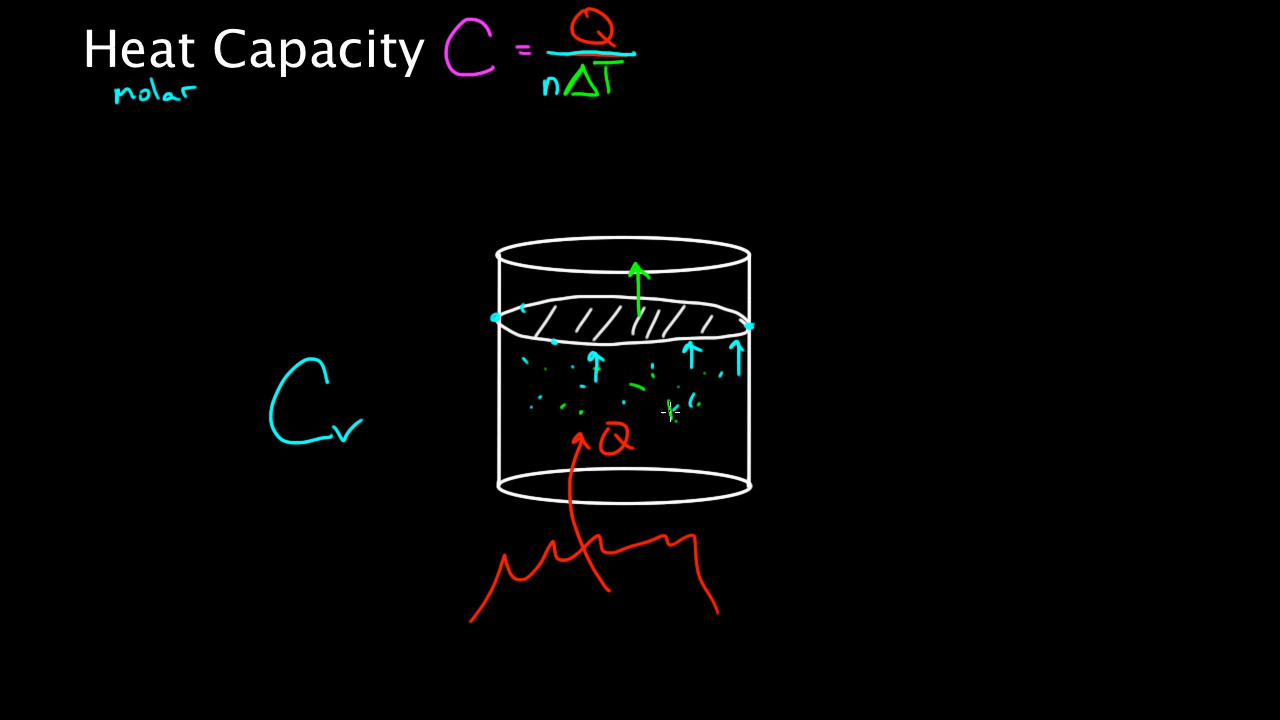 Heat Capacity C = Q / nΔT
molar
Cv
Q